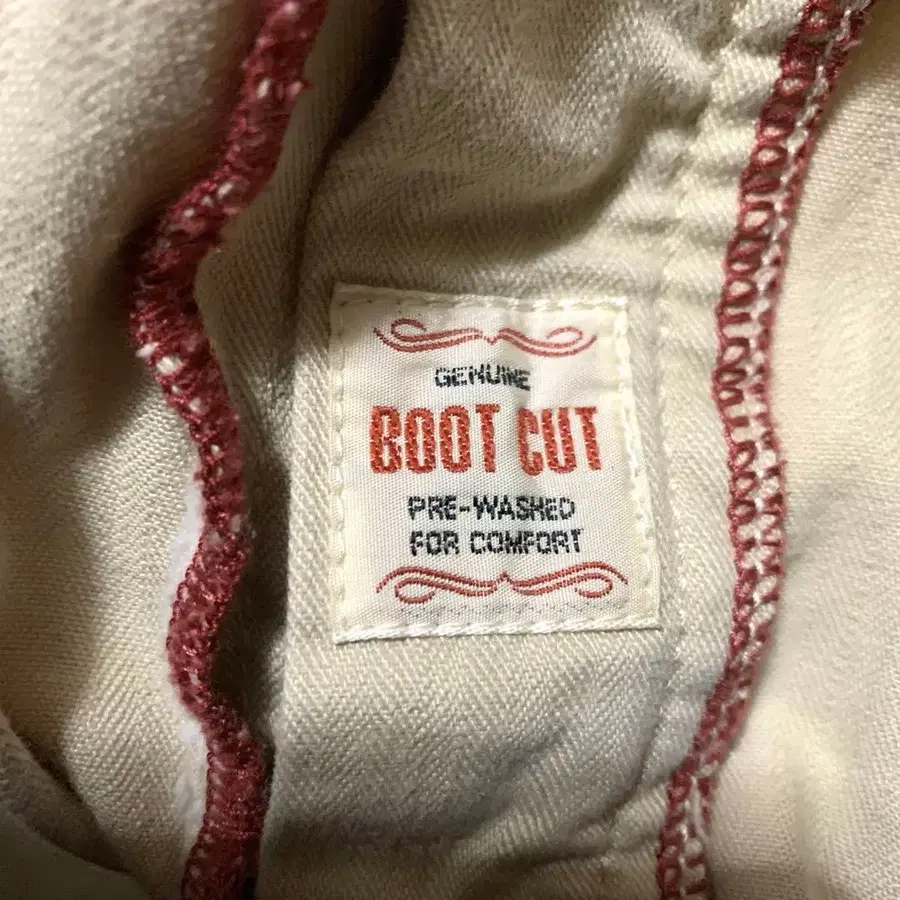 GENUINE
BOOT CUT
PRE-WASHED
FOR COMFORT